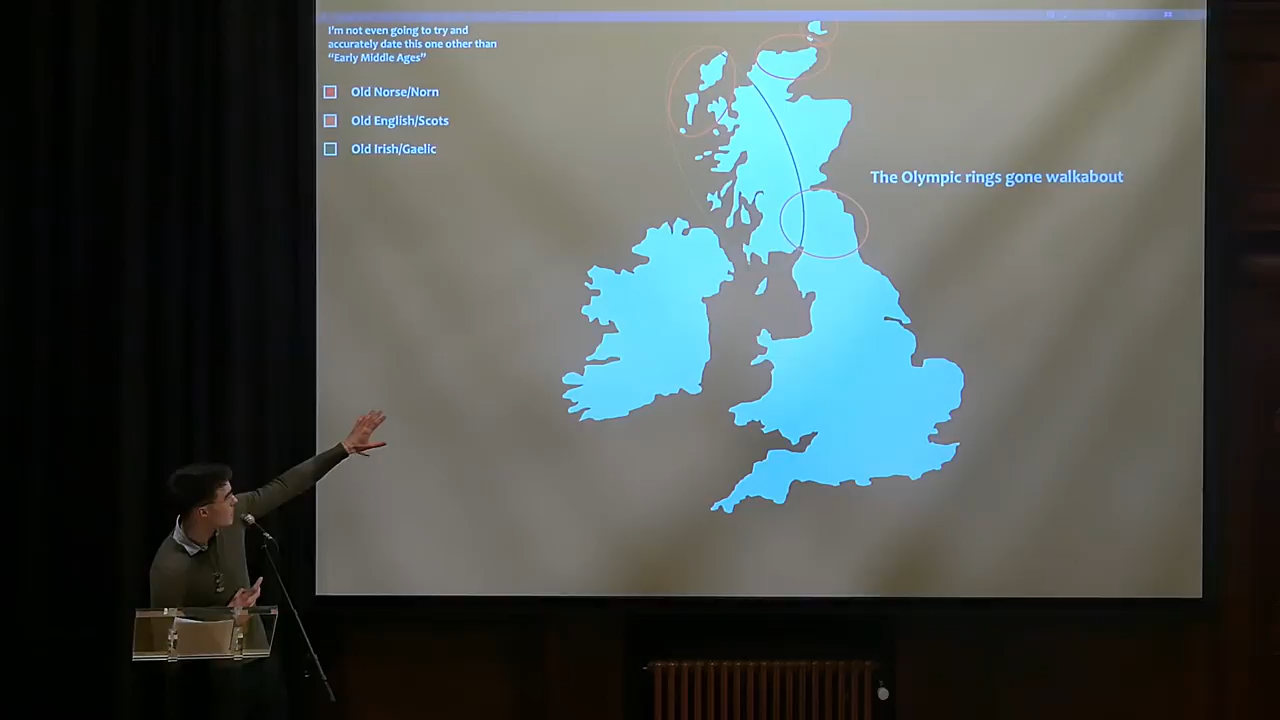 I'm not even going to try and
accurately date this one other than
“Early Middle Ages”
Old Norse/Norn
Old English/Scots
Old Irish/Gaelic
The Olympic rings gone walkabout